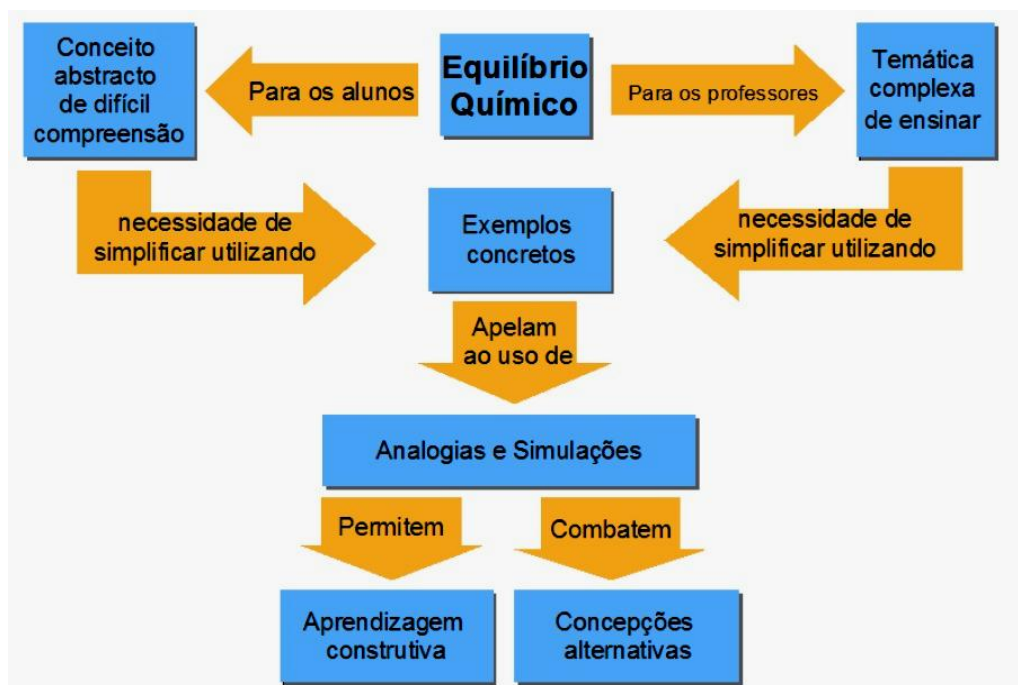 Conceito
abstracto
de difícil
compreensão
Para os alunos
Equilíbrio
Químico
Para os professores
Temática
complexa
de ensinar
necessidade de
simplificar utilizando
Exemplos
concretos
necessidade de
simplificar utilizando
Apelam
ao uso de
Analogias e Simulações
Permitem
Combatem
Aprendizagem
construtiva
Concepções
alternativas